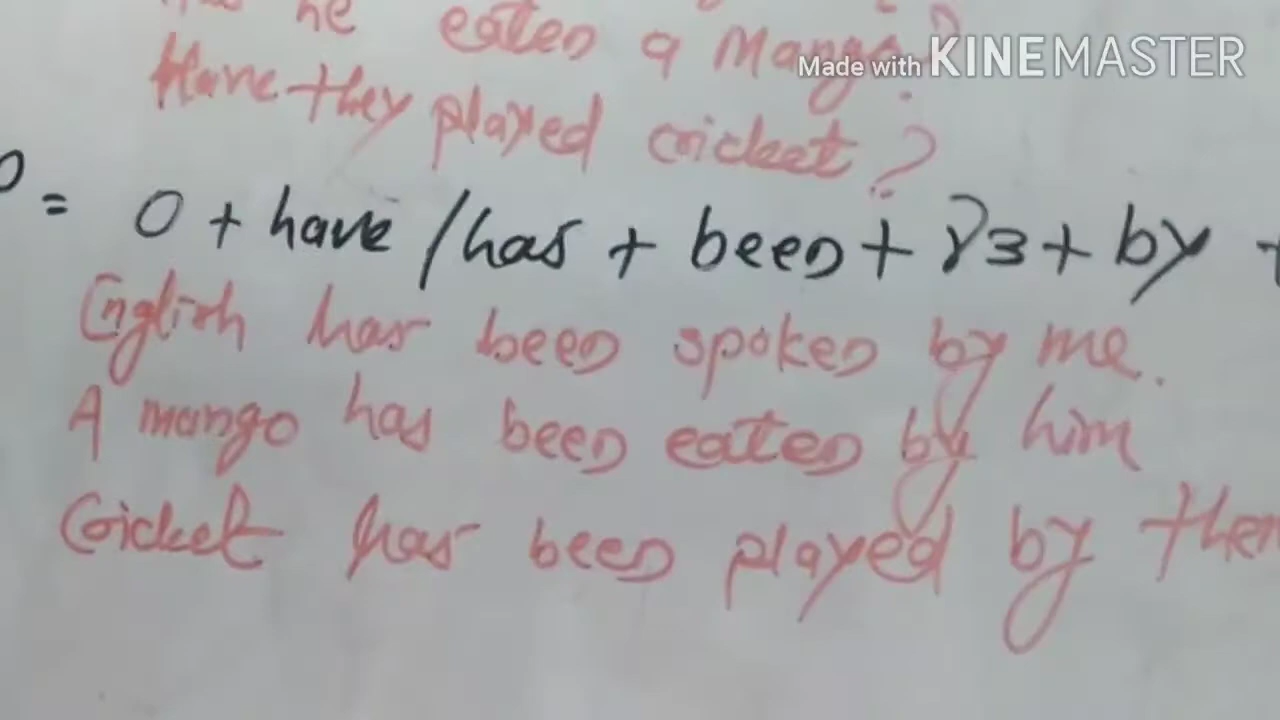 he eaten a Mango?
Made with KINEMASTER
Have they played cricket?
= O + have / has + been + V3 + by +
English has been spoken by me.
A mango has been eaten by him
Cricket has been played by them